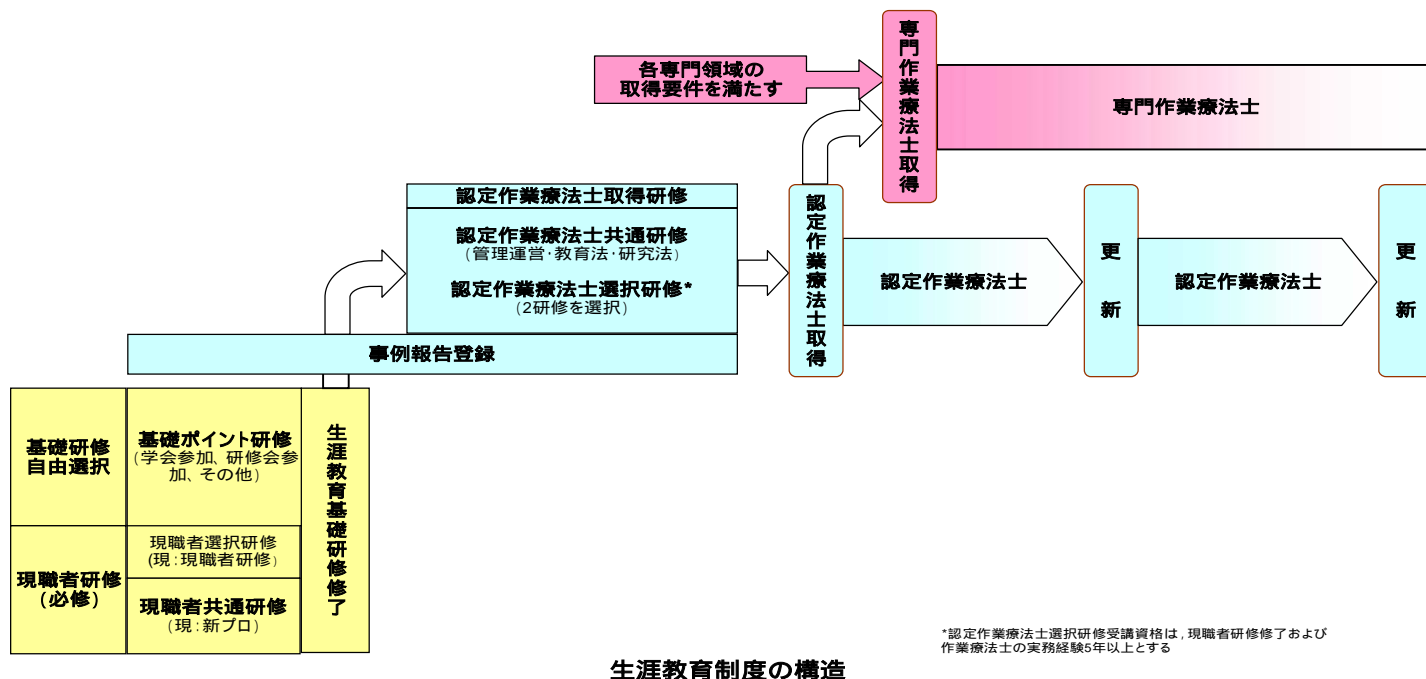 各専門領域の
取得要件を満たす
専門作業療法士取得
専門作業療法士
認定作業療法士取得研修
認定作業療法士共通研修
(管理運営・教育法・研究法)
認定作業療法士選択研修*
(2研修を選択)
事例報告登録
認定作業療法士取得
認定作業療法士
更新
認定作業療法士
更新
基礎研修
自由選択
基礎ポイント研修
(学会参加、研修会参
加、その他)
生涯教育基礎研修修了
現職者研修
(必修)
現職者選択研修
(現:現職者研修)
現職者共通研修
(現:新プロ)
*認定作業療法士選択研修受講資格は,現職者研修修了および
作業療法士の実務経験5年以上とする
生涯教育制度の構造